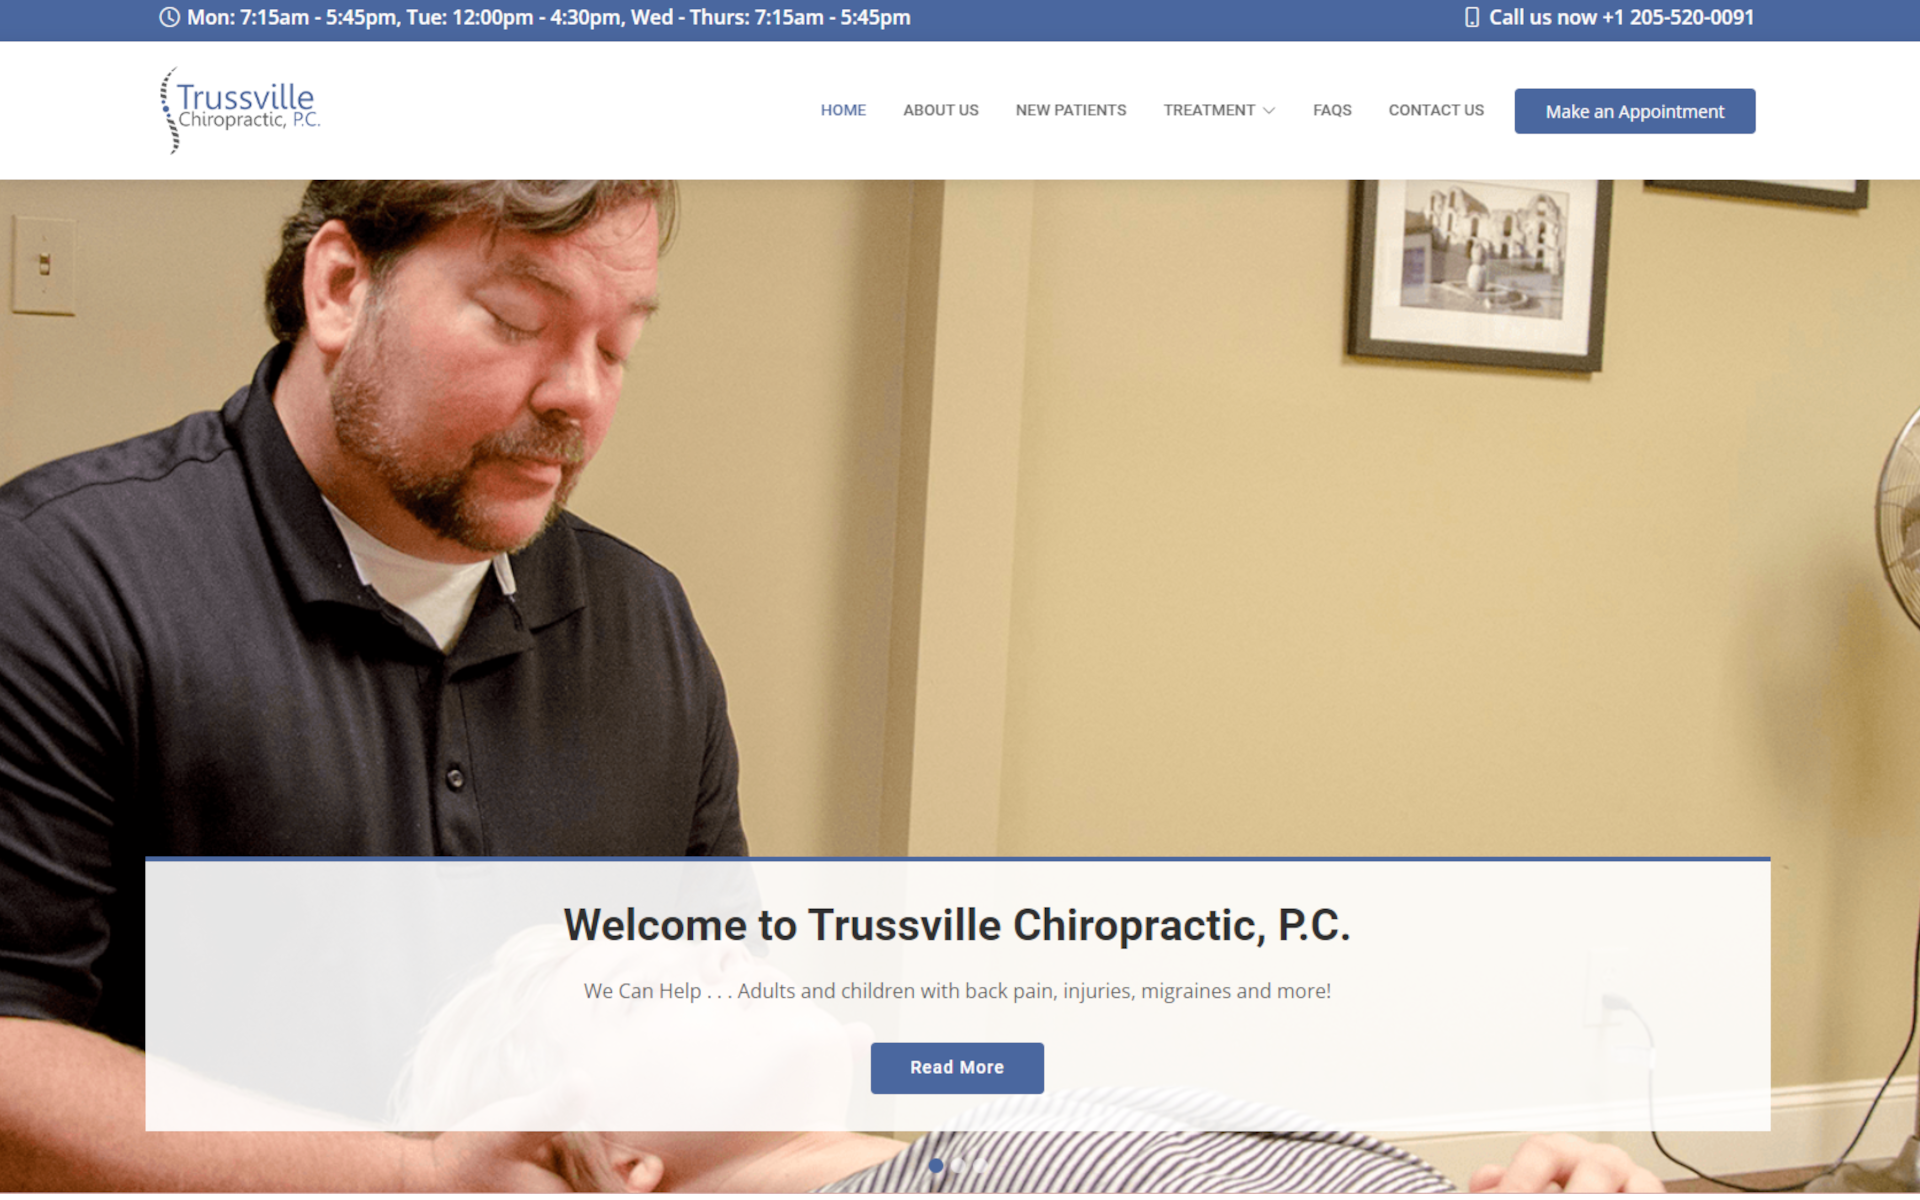 Mon: 7:15am - 5:45pm, Tue: 12:00pm - 4:30pm, Wed - Thurs: 7:15am - 5:45pm
Call us now +1 205-520-0091
Trussville
Chiropractic, P.C.
HOME
ABOUT US
NEW PATIENTS
TREATMENT
FAQS
CONTACT US
Make an Appointment
Welcome to Trussville Chiropractic, P.C.
We Can Help . . . Adults and children with back pain, injuries, migraines and more!
Read More